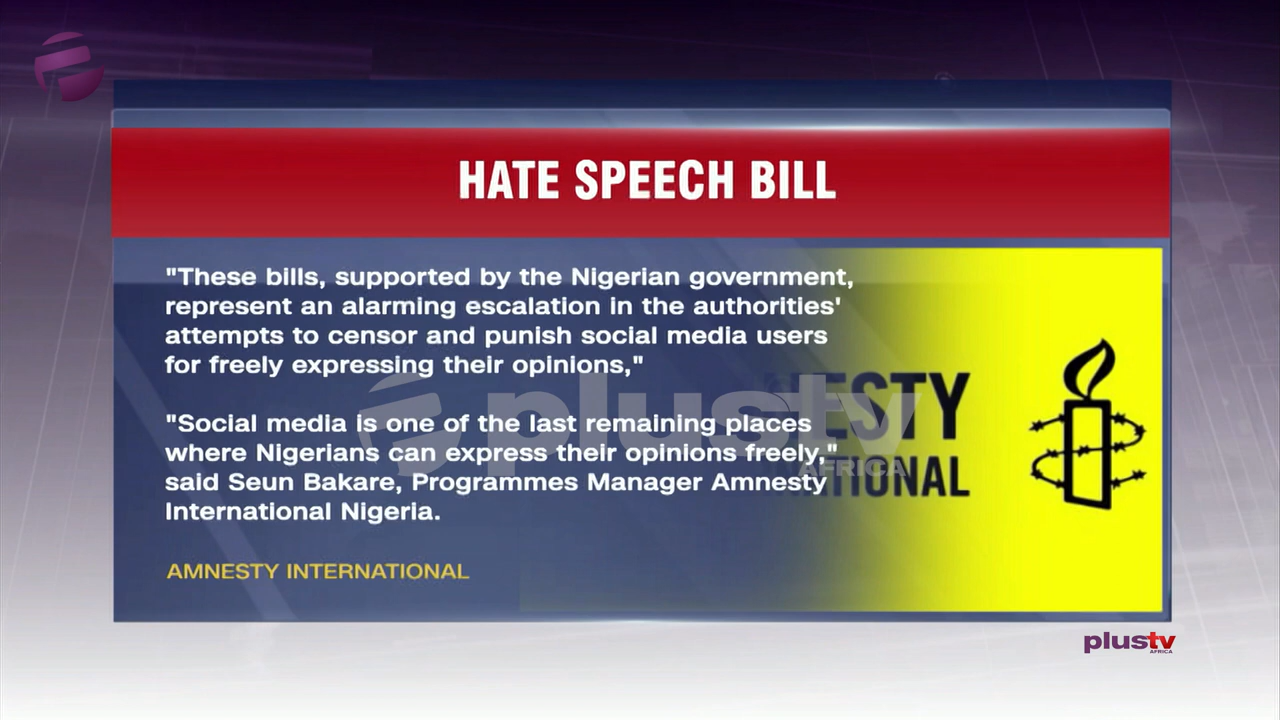 HATE SPEECH BILL
"These bills, supported by the Nigerian government,
represent an alarming escalation in the authorities'
attempts to censor and punish social media users
for freely expressing their opinions,"
"Social media is one of the last remaining places
where Nigerians can express their opinions freely,"
said Seun Bakare, Programmes Manager Amnesty
International Nigeria.
AMNESTY INTERNATIONAL
plustv
AFRICA
plustv
AFRICA